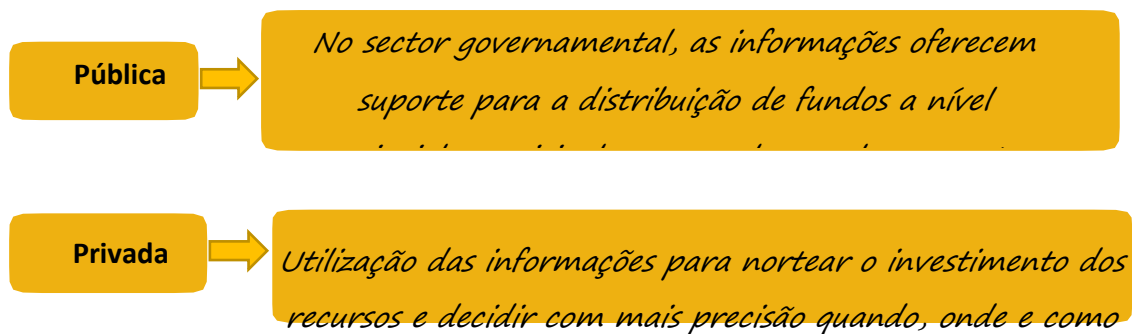 Pública
No sector governamental, as informações oferecem
suporte para a distribuição de fundos a nível
Privada
Utilização das informações para nortear o investimento dos
recursos e decidir com mais precisão quando, onde e como